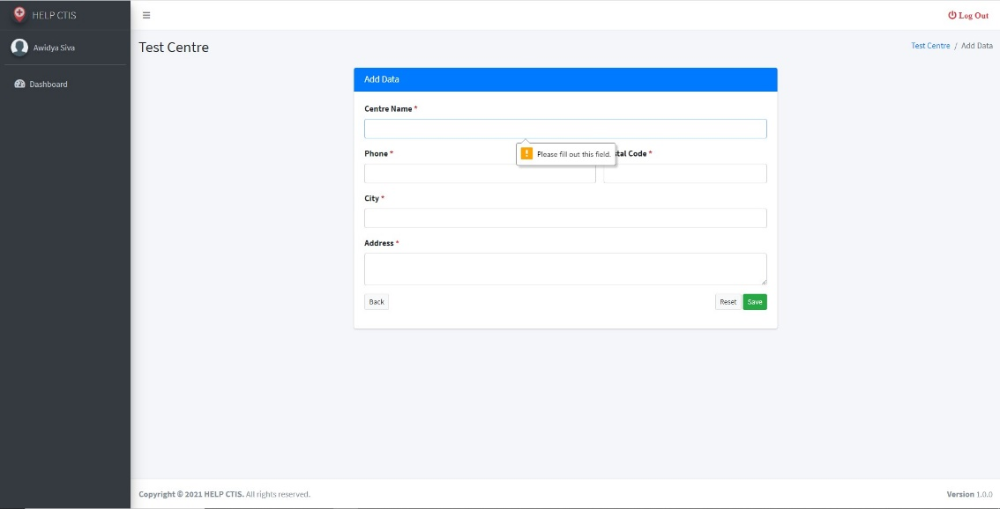 HELP CTIS
Log Out
Awidya Siva
Test Centre
Test Centre / Add Data
Dashboard
Add Data
Centre Name *
Please fill out this field.
Phone *
stal Code *
City *
Address *
Back
Reset
Save
Copyright © 2021 HELP CTIS. All rights reserved.
Version 1.0.0